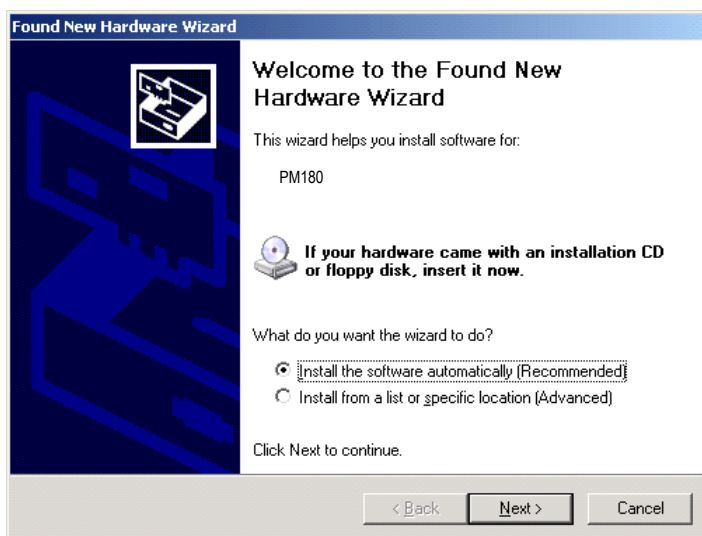 Found New Hardware Wizard
Welcome to the Found New
Hardware Wizard
This wizard helps you install software for:
PM180
If your hardware came with an installation CD
or floppy disk, insert it now.
What do you want the wizard to do?
Install the software automatically (Recommended)
Install from a list or specific location (Advanced)
Click Next to continue.
< Back
Next >
Cancel